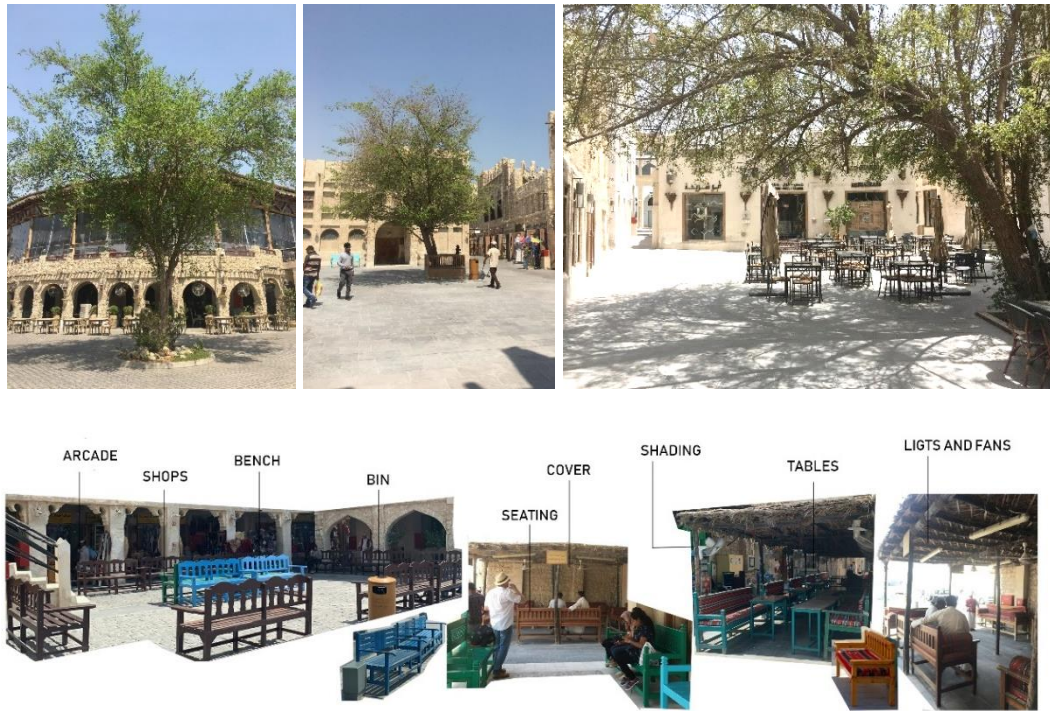 ARCADE
SHOPS
BENCH
BIN
SEATING
COVER
SHADING
TABLES
LIGTS AND FANS